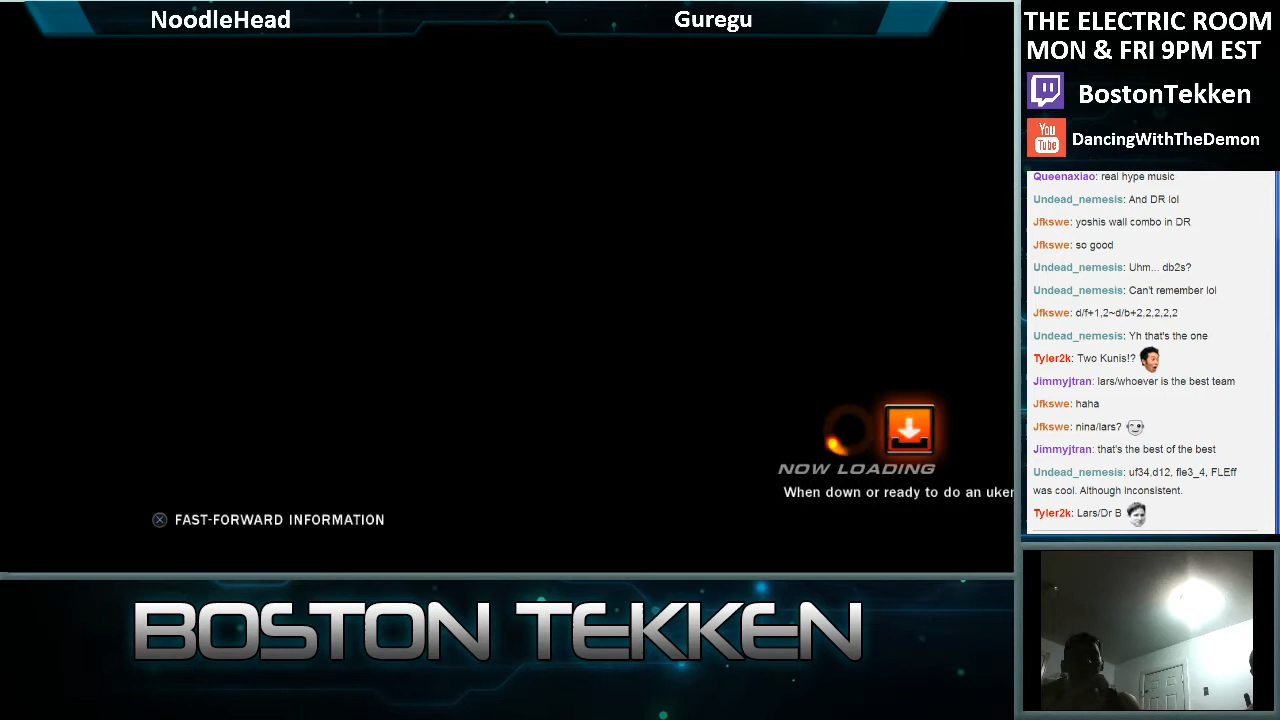 NoodleHead
Guregu
THE ELECTRIC ROOM
MON & FRI 9PM EST
BostonTekken
You
Tube
DancingWithTheDemon
Queenaxiao: real hype music
Undead_nemesis: And DR lol
Jfkswe: yoshis wall combo in DR
Jfkswe: so good
Undead_nemesis: Uhm... db2s?
Undead_nemesis: Can't remember lol
Jfkswe: d/f+1,2~d/b+2,2,2,2,2
Undead_nemesis: Yh that's the one
Tyler2k: Two Kunis!?
Jimmyjtran: lars/whoever is the best team
Jfkswe: haha
Jfkswe: nina/lars?
Jimmyjtran: that's the best of the best
Undead_nemesis: uf34.d12, fle3_4, FLEff
was cool. Although inconsistent.
Tyler2k: Lars/Dr B
NOW LOADING
When down or ready to do an uker
FAST-FORWARD INFORMATION
BOSTON TEKKEN